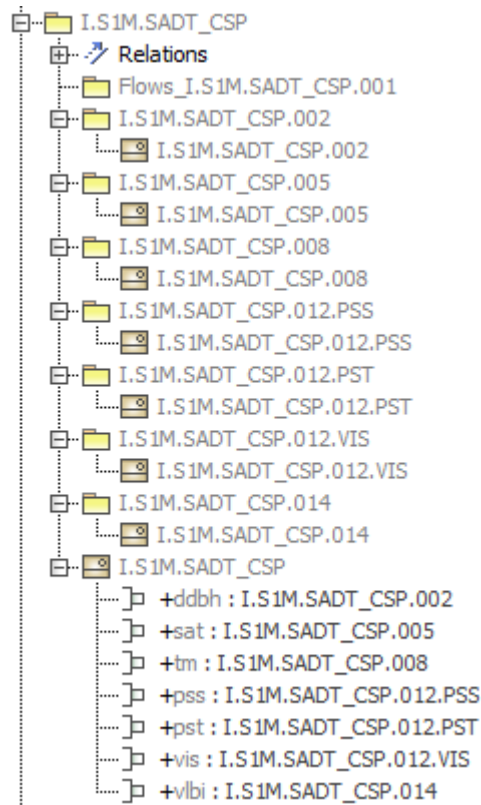 I.S1M.SADT_CSP
Relations
Flows_I.S1M.SADT_CSP.001
I.S1M.SADT_CSP.002
I.S1M.SADT_CSP.002
I.S1M.SADT_CSP.005
I.S1M.SADT_CSP.005
I.S1M.SADT_CSP.008
I.S1M.SADT_CSP.008
I.S1M.SADT_CSP.012.PSS
I.S1M.SADT_CSP.012.PSS
I.S1M.SADT_CSP.012.PST
I.S1M.SADT_CSP.012.PST
I.S1M.SADT_CSP.012.VIS
I.S1M.SADT_CSP.012.VIS
I.S1M.SADT_CSP.014
I.S1M.SADT_CSP.014
I.S1M.SADT_CSP
+ddbh : I.S1M.SADT_CSP.002
+sat : I.S1M.SADT_CSP.005
+tm : I.S1M.SADT_CSP.008
+pss : I.S1M.SADT_CSP.012.PSS
+pst : I.S1M.SADT_CSP.012.PST
+vis : I.S1M.SADT_CSP.012.VIS
+vlbi : I.S1M.SADT_CSP.014